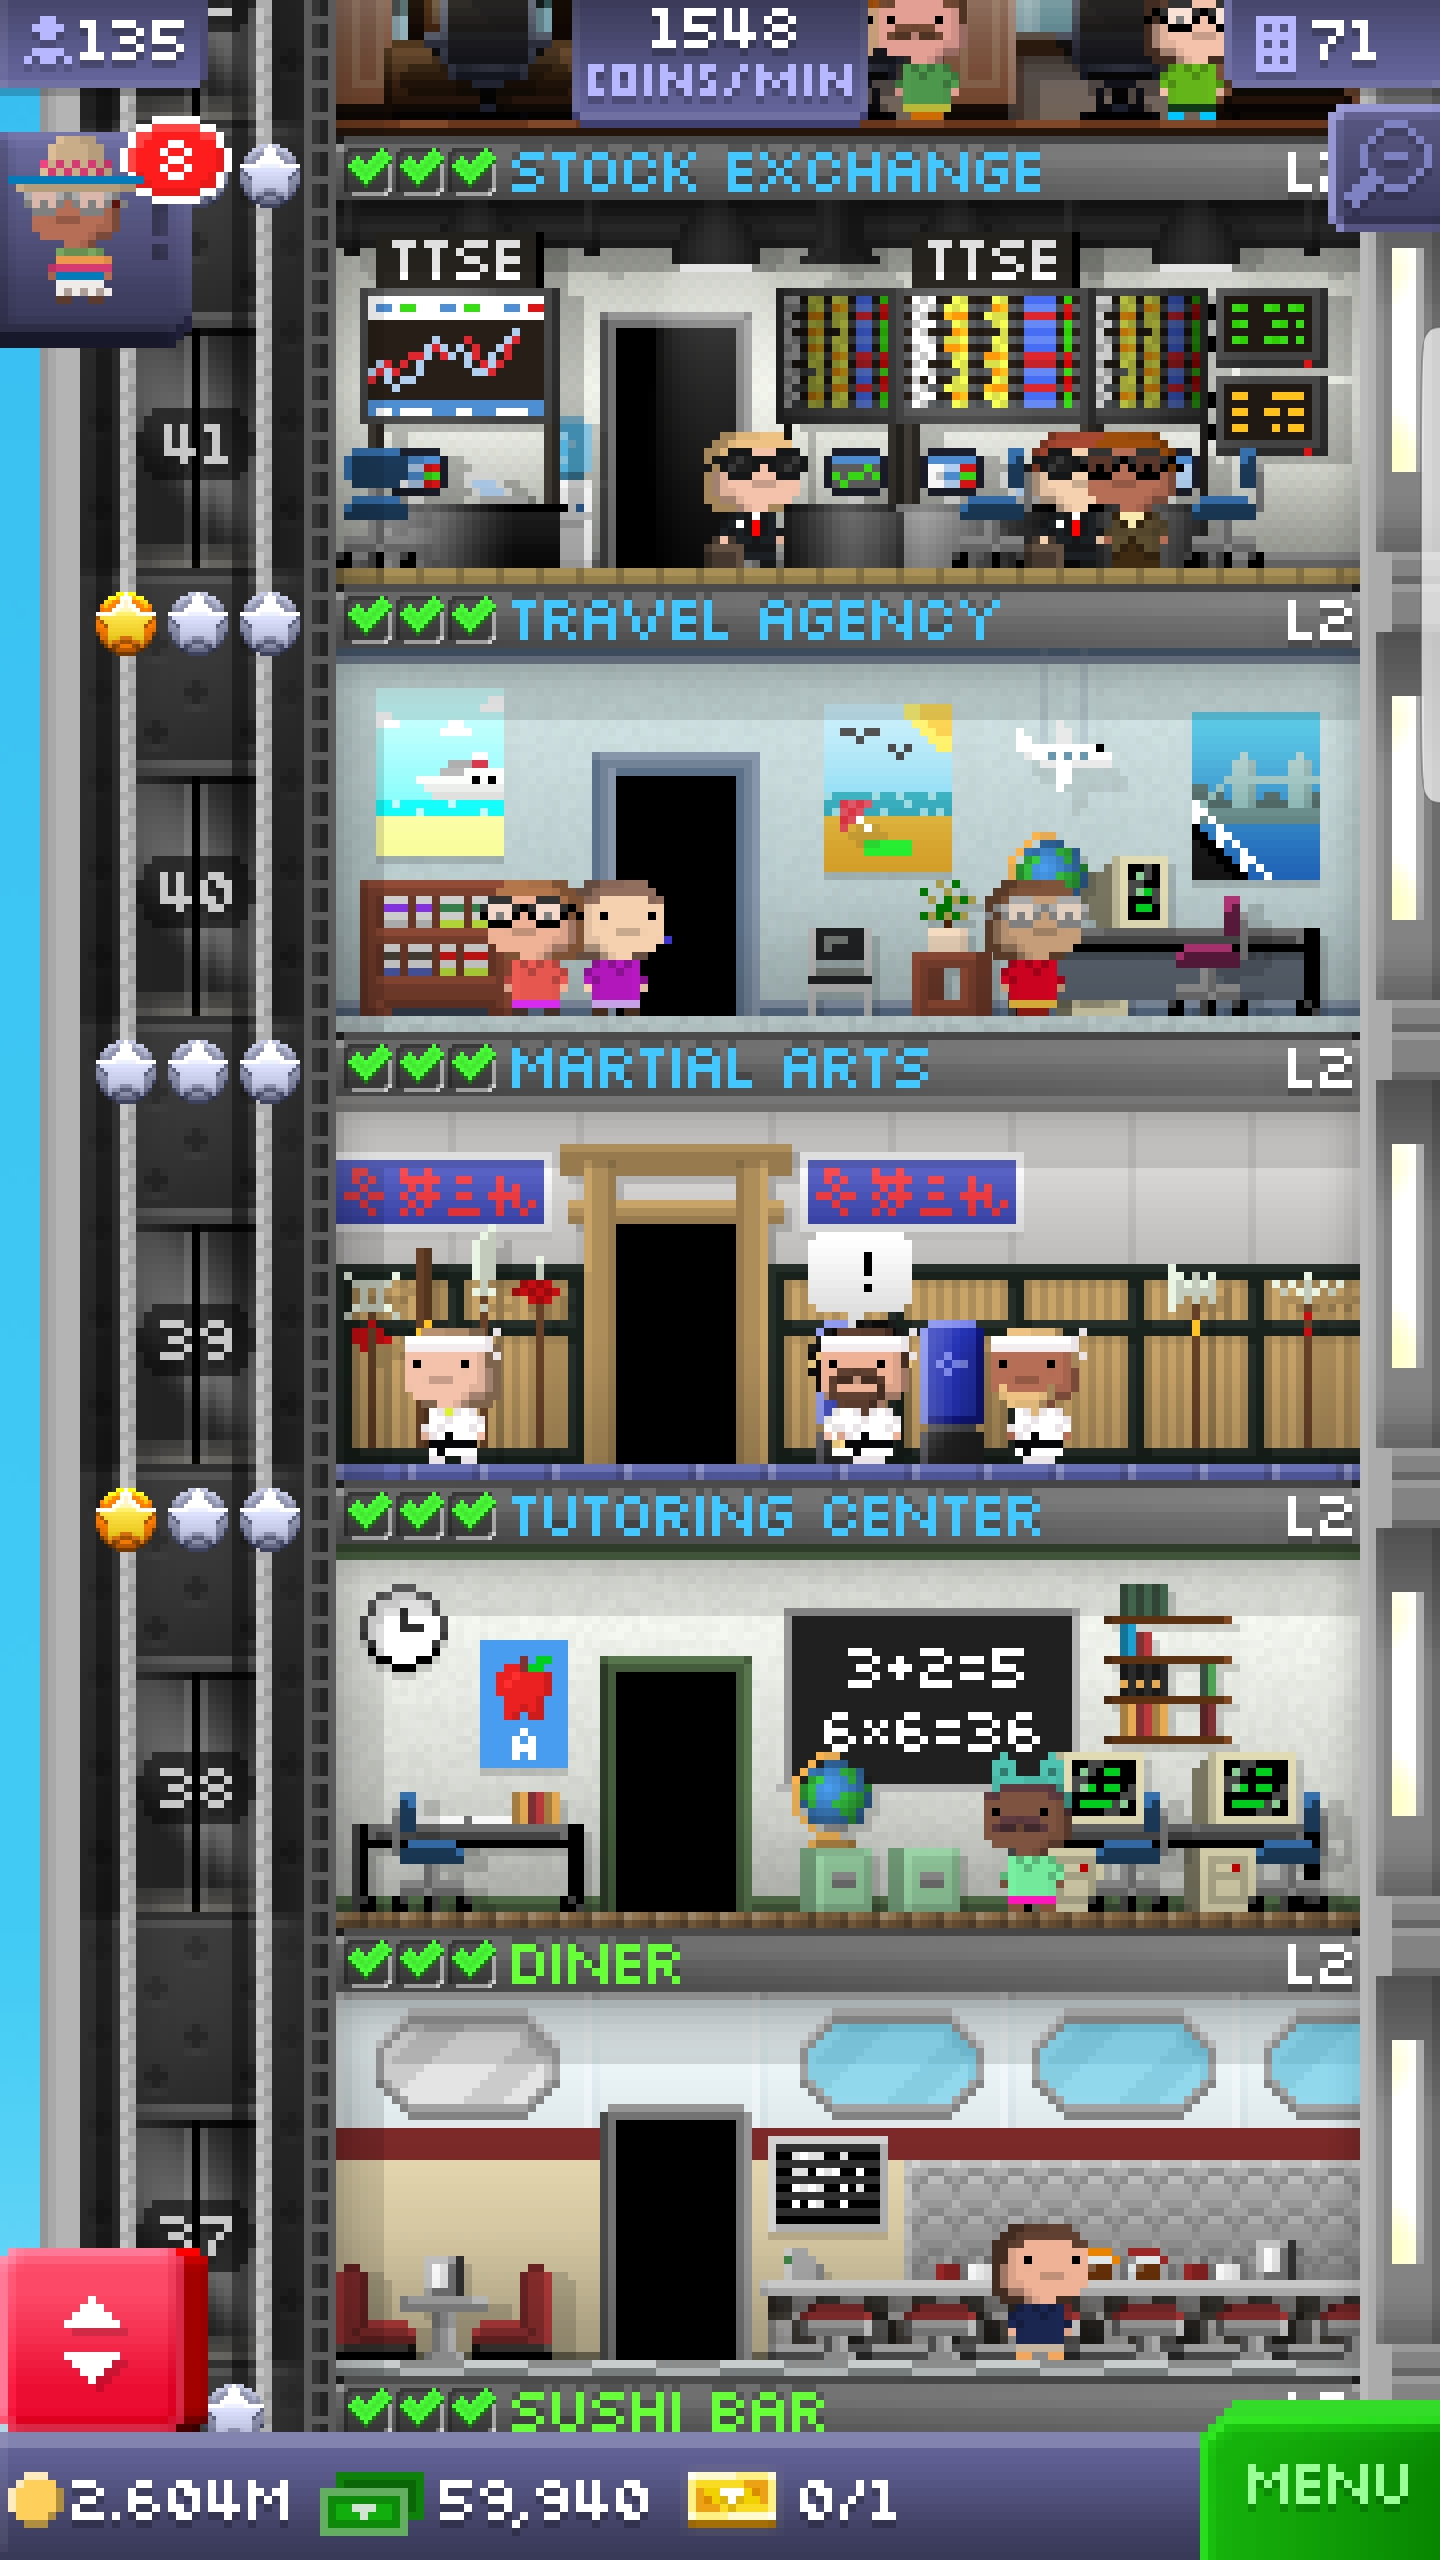 135
1548
COINS/MIN
71
8
STOCK EXCHANGE
TTSE
TTSE
41
TRAVEL AGENCY L2
40
MARTIAL ARTS L2
!
39
TUTORING CENTER L2
3+2=5
6×6=36
A
38
DINER L2
37
SUSHI BAR
2.604M 59,940 0/1
MENU